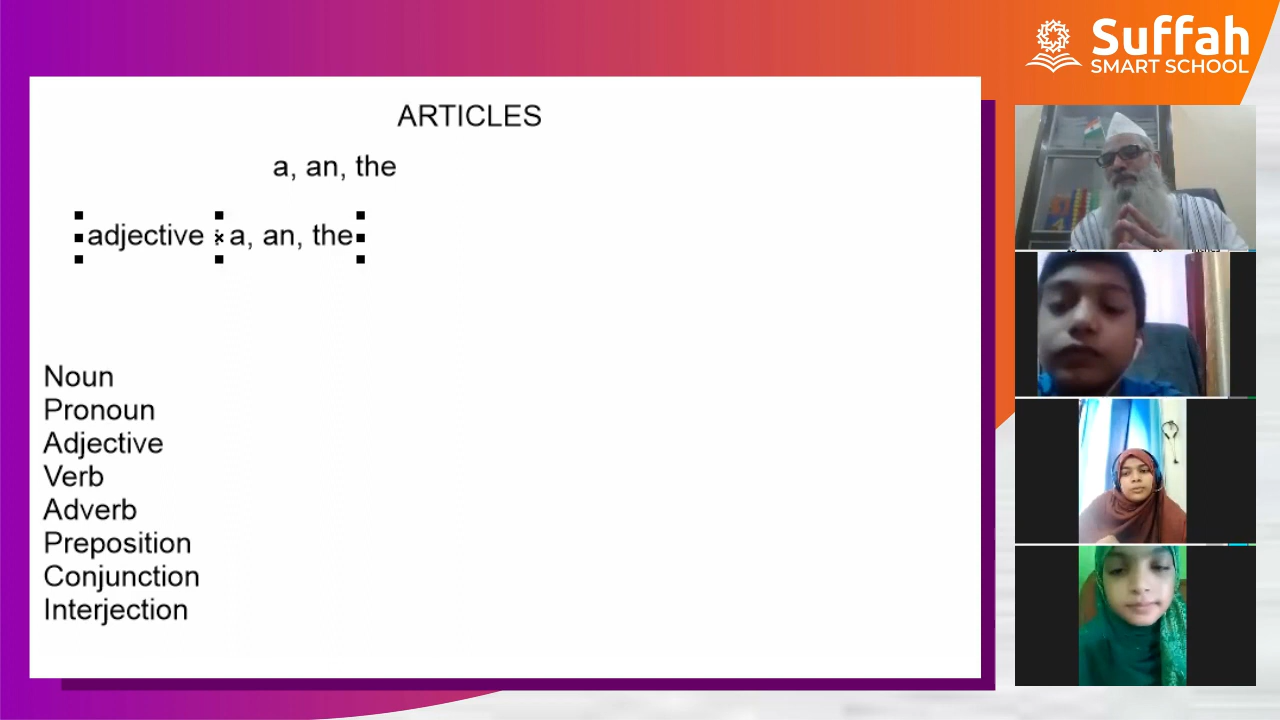 Suffah
SMART SCHOOL
ARTICLES
a, an, the
adjective : a, an, the
Noun
Pronoun
Adjective
Verb
Adverb
Preposition
Conjunction
Interjection